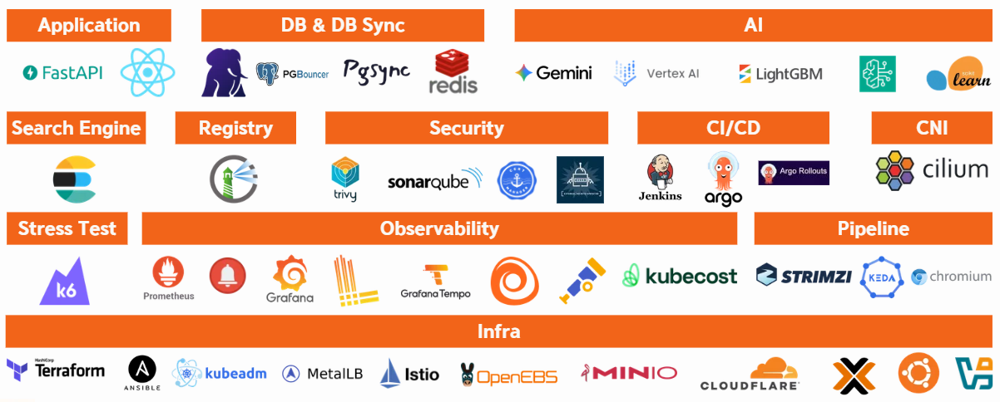 Application
DB & DB Sync
AI
FastAPI
PGBouncer
Pgsync
redis
Gemini
Vertex AI
LightGBM
learn
Search Engine
Registry
Security
CI/CD
CNI
trivy
sonarqube
CERT
MANAGER
Jenkins
argo
Argo Rollouts
cilium
Stress Test
Observability
Pipeline
k6
Prometheus
Grafana
Grafana Tempo
kubecost
STRIMZI
KEDA
chromium
Infra
HashiCorp
Terraform
ANSIBLE
kubeadm
MetalLB
Istio
OpenEBS
MINIO
CLOUDFLARE